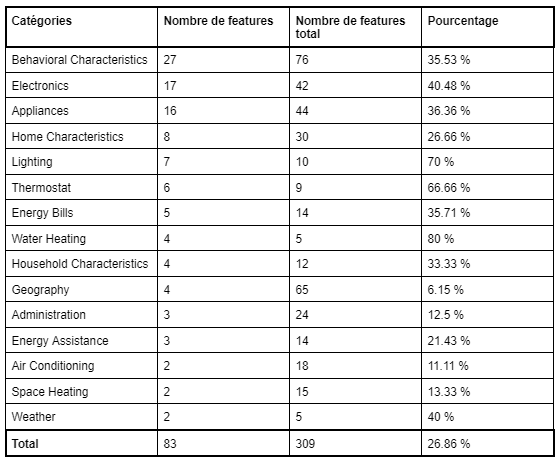 Catégories Nombre de features Nombre de features total Pourcentage
Behavioral Characteristics 27 76 35.53 %
Electronics 17 42 40.48 %
Appliances 16 44 36.36 %
Home Characteristics 8 30 26.66 %
Lighting 7 10 70 %
Thermostat 6 9 66.66 %
Energy Bills 5 14 35.71 %
Water Heating 4 5 80 %
Household Characteristics 4 12 33.33 %
Geography 4 65 6.15 %
Administration 3 24 12.5 %
Energy Assistance 3 14 21.43 %
Air Conditioning 2 18 11.11 %
Space Heating 2 15 13.33 %
Weather 2 5 40 %
Total 83 309 26.86 %